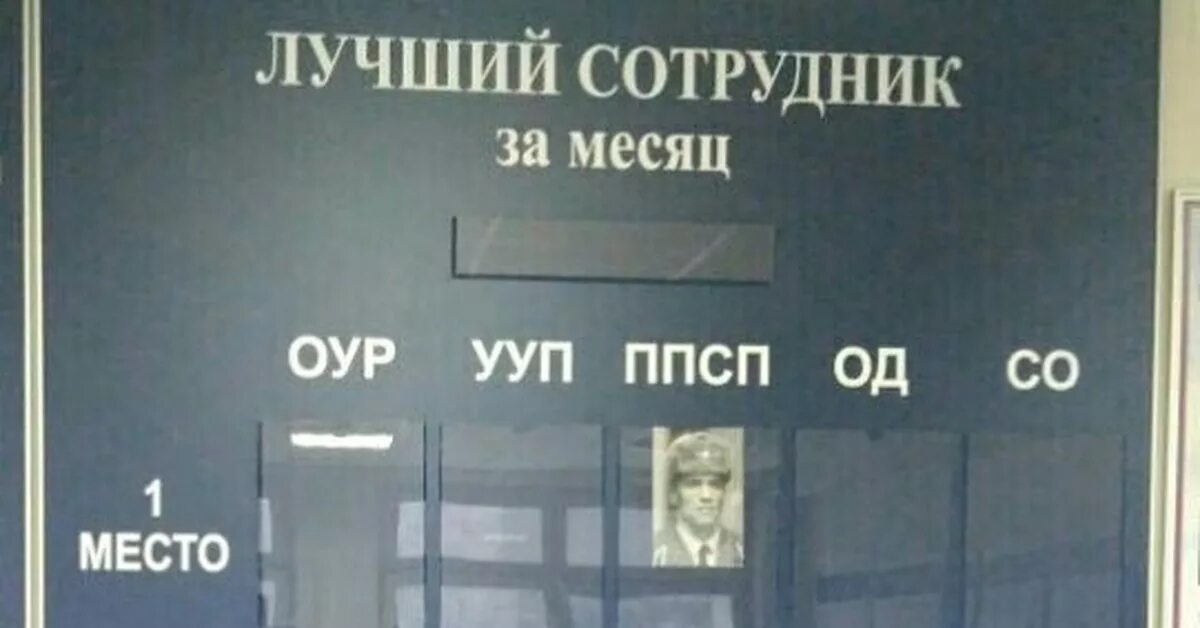 ЛУЧШИЙ СОТРУДНИК
за месяц
ОУР УУП ППСП ОД СО
1
МЕСТО